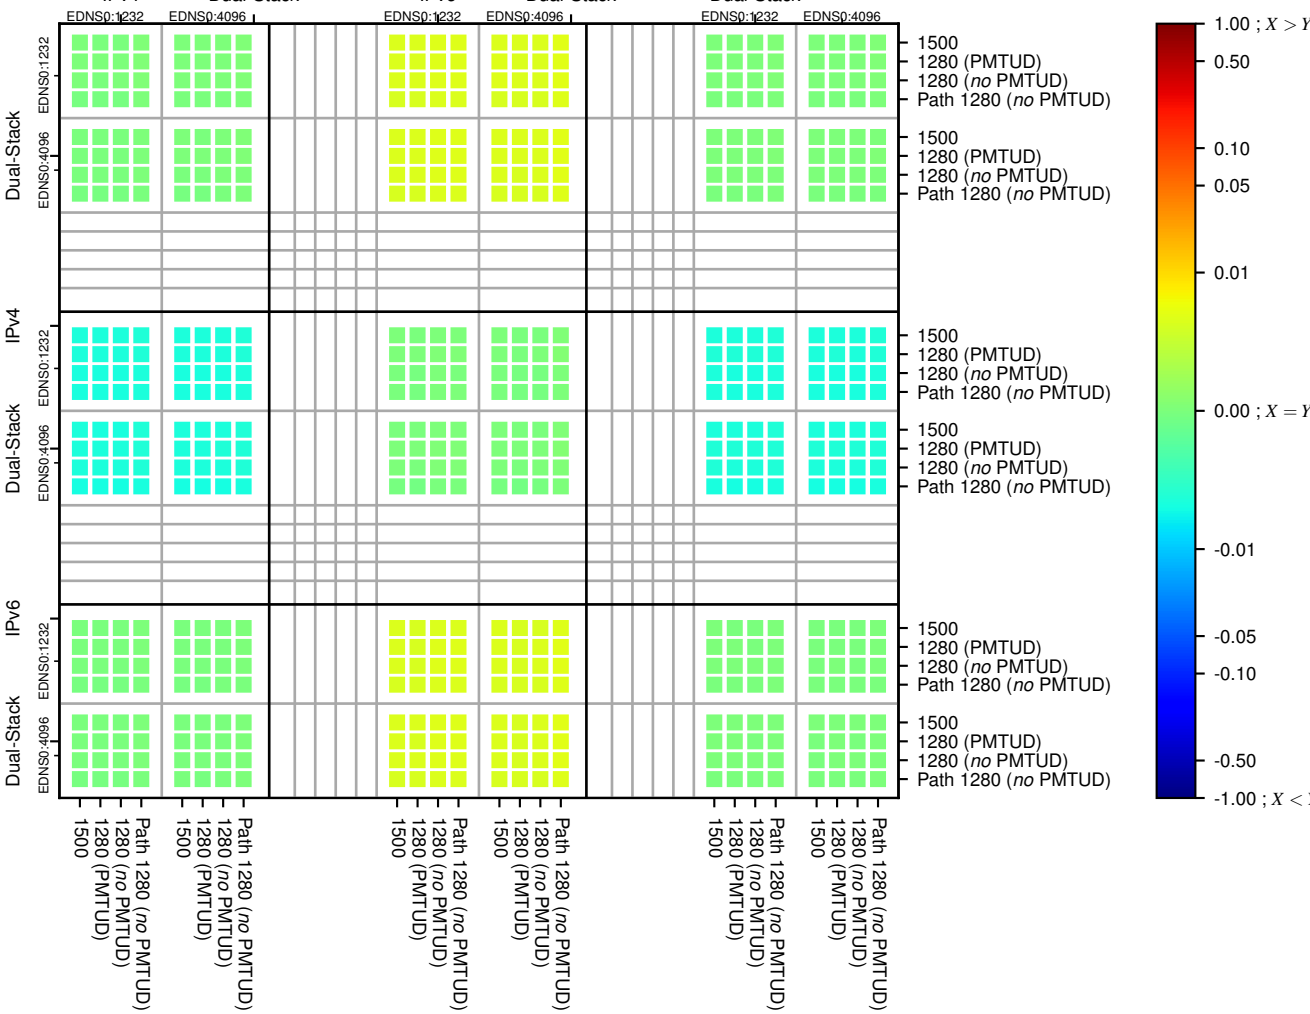 Dual-Stack
Dual-Stack
Dual-Stack
EDNS0:1232
EDNS0:4096
EDNS0:1232
EDNS0:4096
EDNS0:1232
EDNS0:4096
Dual-Stack
EDNS0:1232
EDNS0:4096
1500
1280 (PMTUD)
1280 (no PMTUD)
Path 1280 (no PMTUD)
1500
1280 (PMTUD)
1280 (no PMTUD)
Path 1280 (no PMTUD)
IPv4
Dual-Stack
EDNS0:1232
EDNS0:4096
1500
1280 (PMTUD)
1280 (no PMTUD)
Path 1280 (no PMTUD)
1500
1280 (PMTUD)
1280 (no PMTUD)
Path 1280 (no PMTUD)
IPv6
Dual-Stack
EDNS0:1232
EDNS0:4096
1500
1280 (PMTUD)
1280 (no PMTUD)
Path 1280 (no PMTUD)
1500
1280 (PMTUD)
1280 (no PMTUD)
Path 1280 (no PMTUD)
1500
1280 (PMTUD)
1280 (no PMTUD)
Path 1280 (no PMTUD)
1500
1280 (PMTUD)
1280 (no PMTUD)
Path 1280 (no PMTUD)
1500
1280 (PMTUD)
1280 (no PMTUD)
Path 1280 (no PMTUD)
1500
1280 (PMTUD)
1280 (no PMTUD)
Path 1280 (no PMTUD)
1500
1280 (PMTUD)
1280 (no PMTUD)
Path 1280 (no PMTUD)
1500
1280 (PMTUD)
1280 (no PMTUD)
Path 1280 (no PMTUD)
1.00 ; X > Y
0.50
0.10
0.05
0.01
0.00 ; X = Y
-0.01
-0.05
-0.10
-0.50
-1.00 ; X <